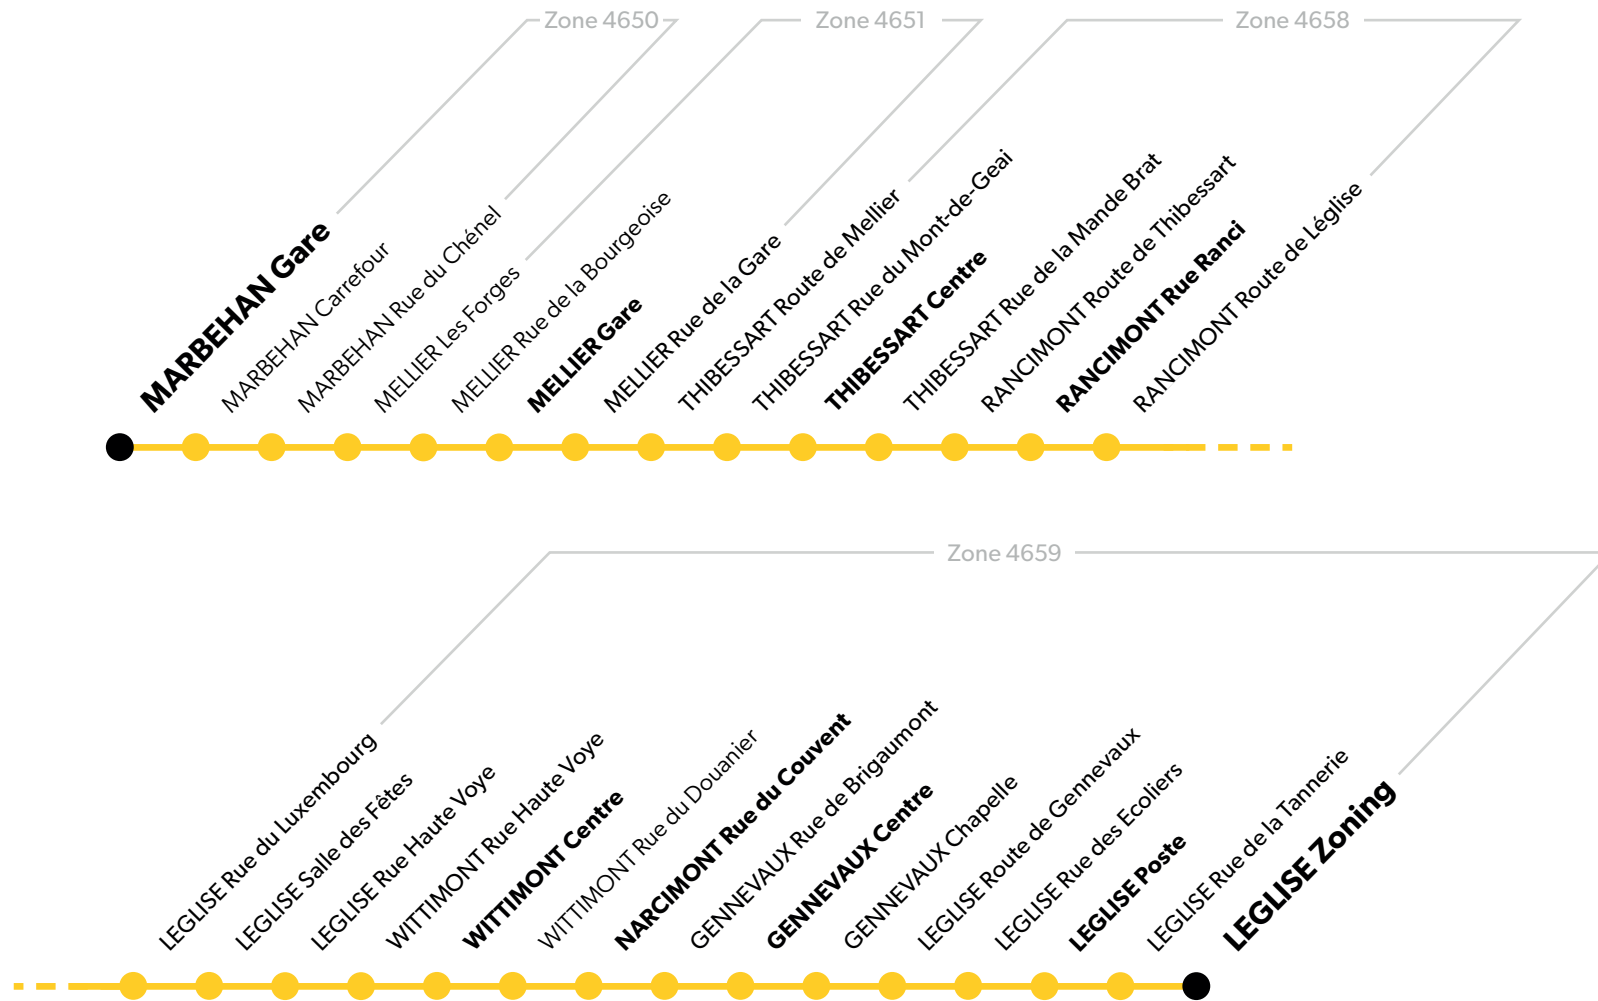 Zone 4650
Zone 4651
Zone 4658
MARBEHAN Gare
MARBEHAN Carrefour
MARBEHAN Rue du Chénel
MELLIER Les Forges
MELLIER Rue de la Bourgeoise
MELLIER Gare
MELLIER Rue de la Gare
THIBESSART Route de Mellier
THIBESSART Rue du Mont-de-Geai
THIBESSART Centre
THIBESSART Rue de la Mande Brat
RANCIMONT Route de Thibessart
RANCIMONT Rue Ranci
RANCIMONT Route de Léglise
Zone 4659
LEGLISE Rue du Luxembourg
LEGLISE Salle des Fêtes
LEGLISE Rue Haute Voye
WITTIMONT Rue Haute Voye
WITTIMONT Centre
WITTIMONT Rue du Douanier
NARCIMONT Rue du Couvent
GENNEVAUX Rue de Brigaumont
GENNEVAUX Centre
GENNEVAUX Chapelle
LEGLISE Route de Gennevaux
LEGLISE Rue des Ecoliers
LEGLISE Poste
LEGLISE Rue de la Tannerie
LEGLISE Zoning